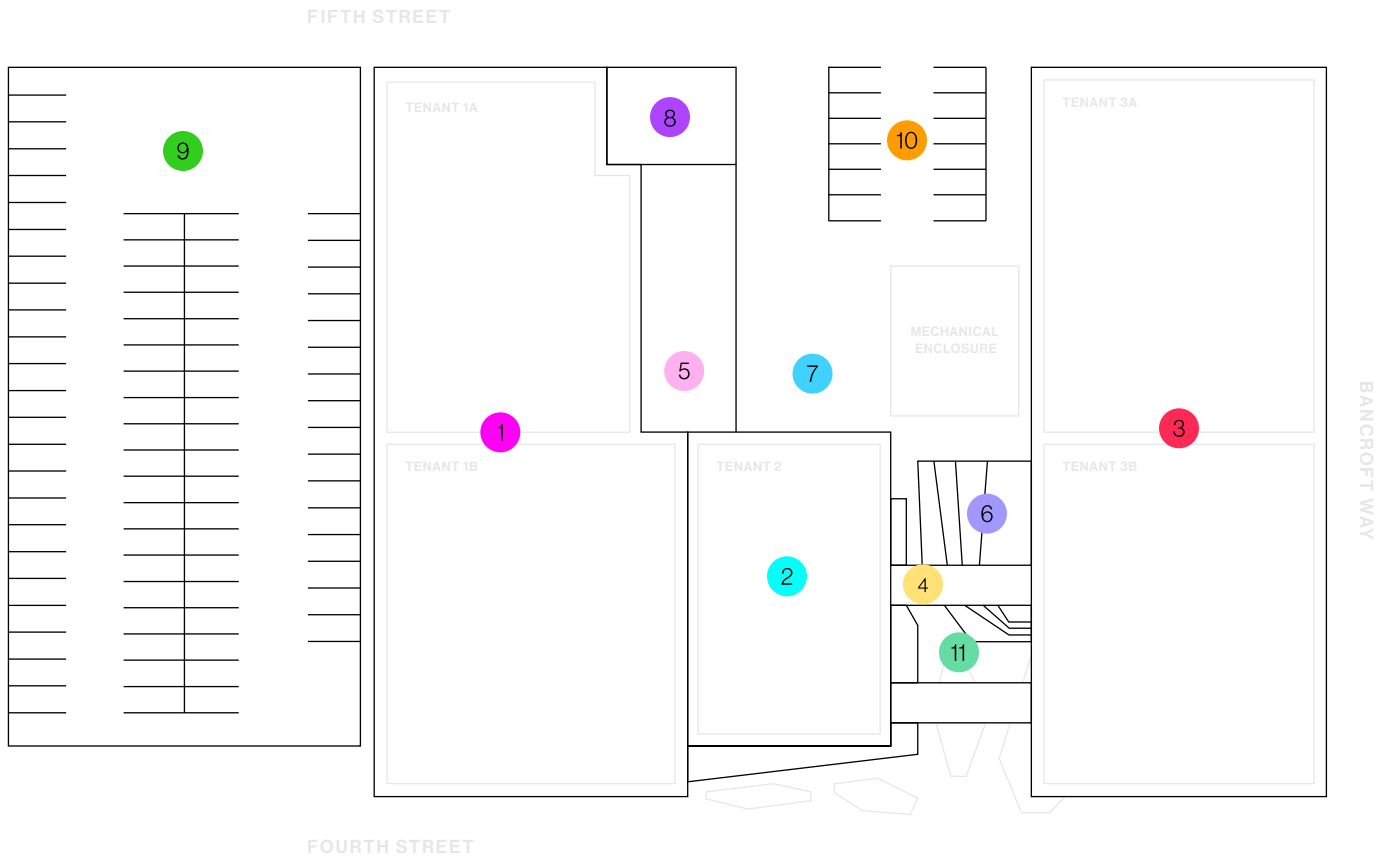 FIFTH STREET
TENANT 1A
8
TENANT 3A
9
10
MECHANICAL
ENCLOSURE
5
7
1
3
BANCROFT WAY
TENANT 1B
TENANT 2
TENANT 3B
6
2
4
11
FOURTH STREET